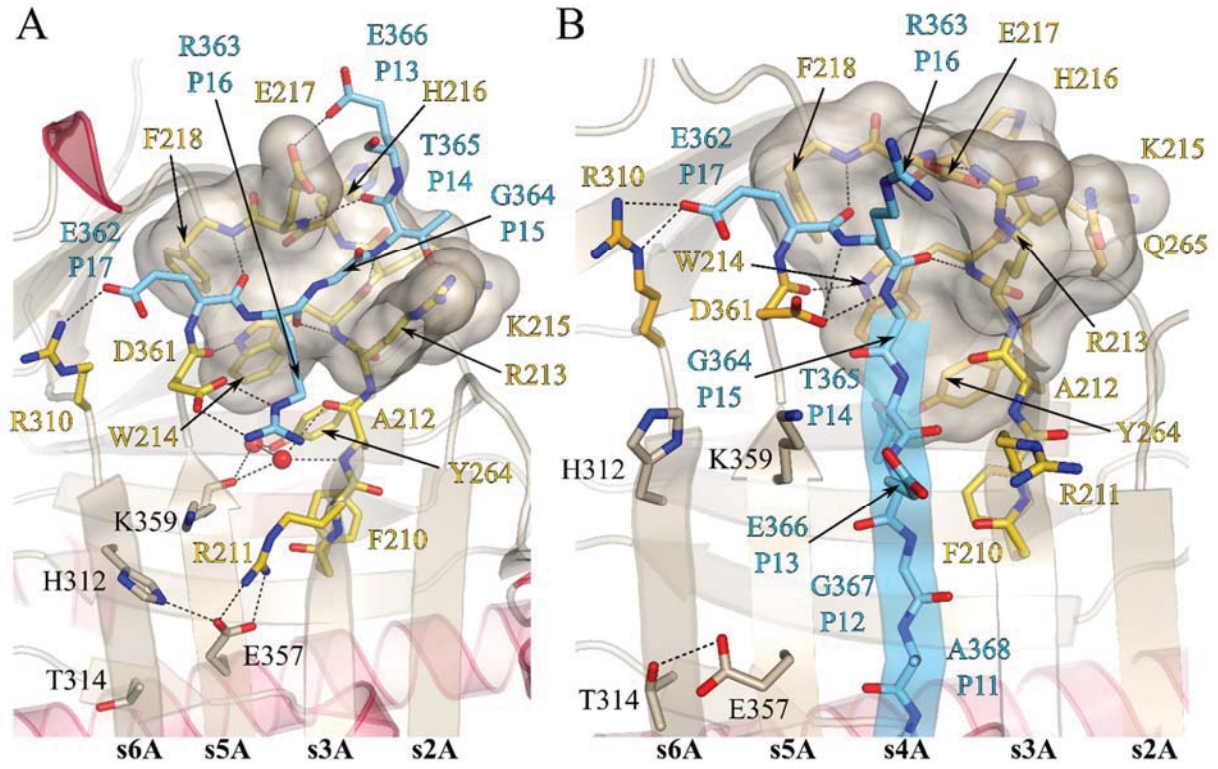 A
R363
P16
E366
P13
E217
H216
F218
T365
P14
G364
P15
E362
P17
D361
K215
R213
R310
W214
A212
Y264
K359
R211
F210
H312
E357
T314
s6A s5A s3A s2A
B
R363
P16
E217
F218
H216
E362
P17
K215
R310
Q265
W214
D361
R213
G364
P15
T365
P14
A212
Y264
H312
K359
R211
E366
P13
F210
G367
P12
A368
P11
T314
E357
s6A s5A s4A s3A s2A